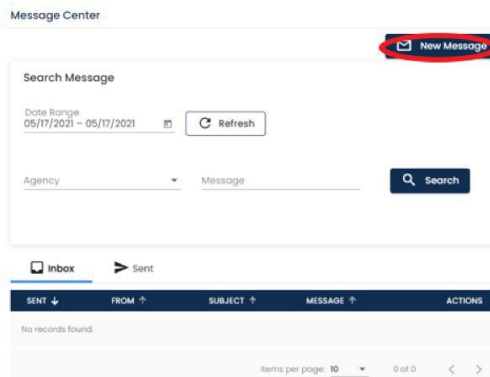 Message Center
New Message
Search Message
Date Range
05/17/2021 – 05/17/2021
Refresh
Agency
Message
Search
Inbox
Sent
SENT
FROM
SUBJECT
MESSAGE
ACTIONS
No records found.
Items per page: 10
0 of 0